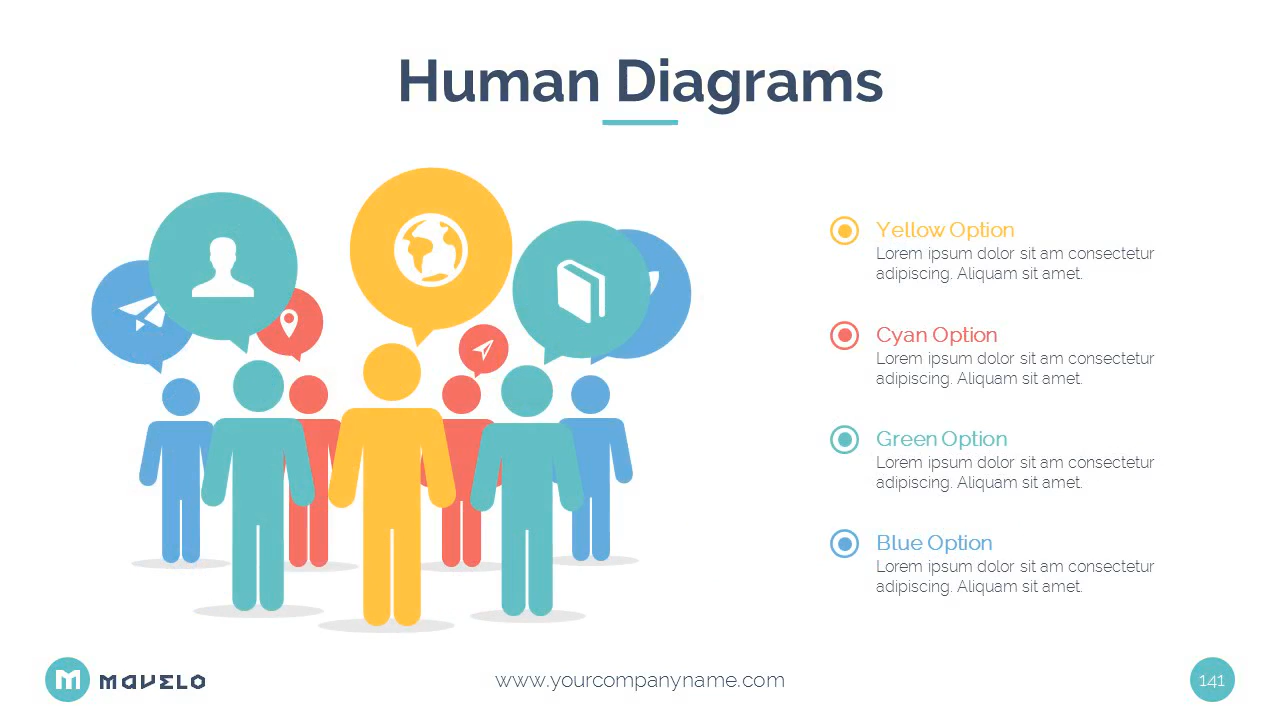 Human Diagrams
Yellow Option
Lorem ipsum dolor sit am consectetur
adipiscing. Aliquam sit amet.
Cyan Option
Lorem ipsum dolor sit am consectetur
adipiscing. Aliquam sit amet.
Green Option
Lorem ipsum dolor sit am consectetur
adipiscing. Aliquam sit amet.
Blue Option
Lorem ipsum dolor sit am consectetur
adipiscing. Aliquam sit amet.
M MAVELO
www.yourcompanyname.com
141